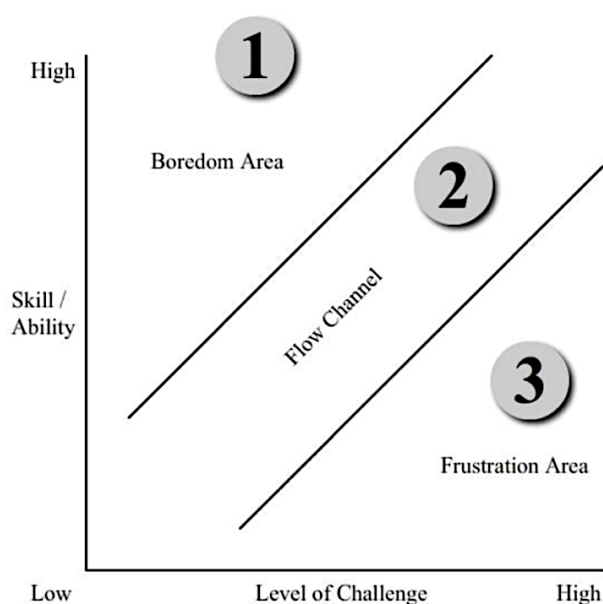 1
High
Boredom Area
2
Skill /
Ability
Flow Channel
3
Frustration Area
Low
Level of Challenge
High